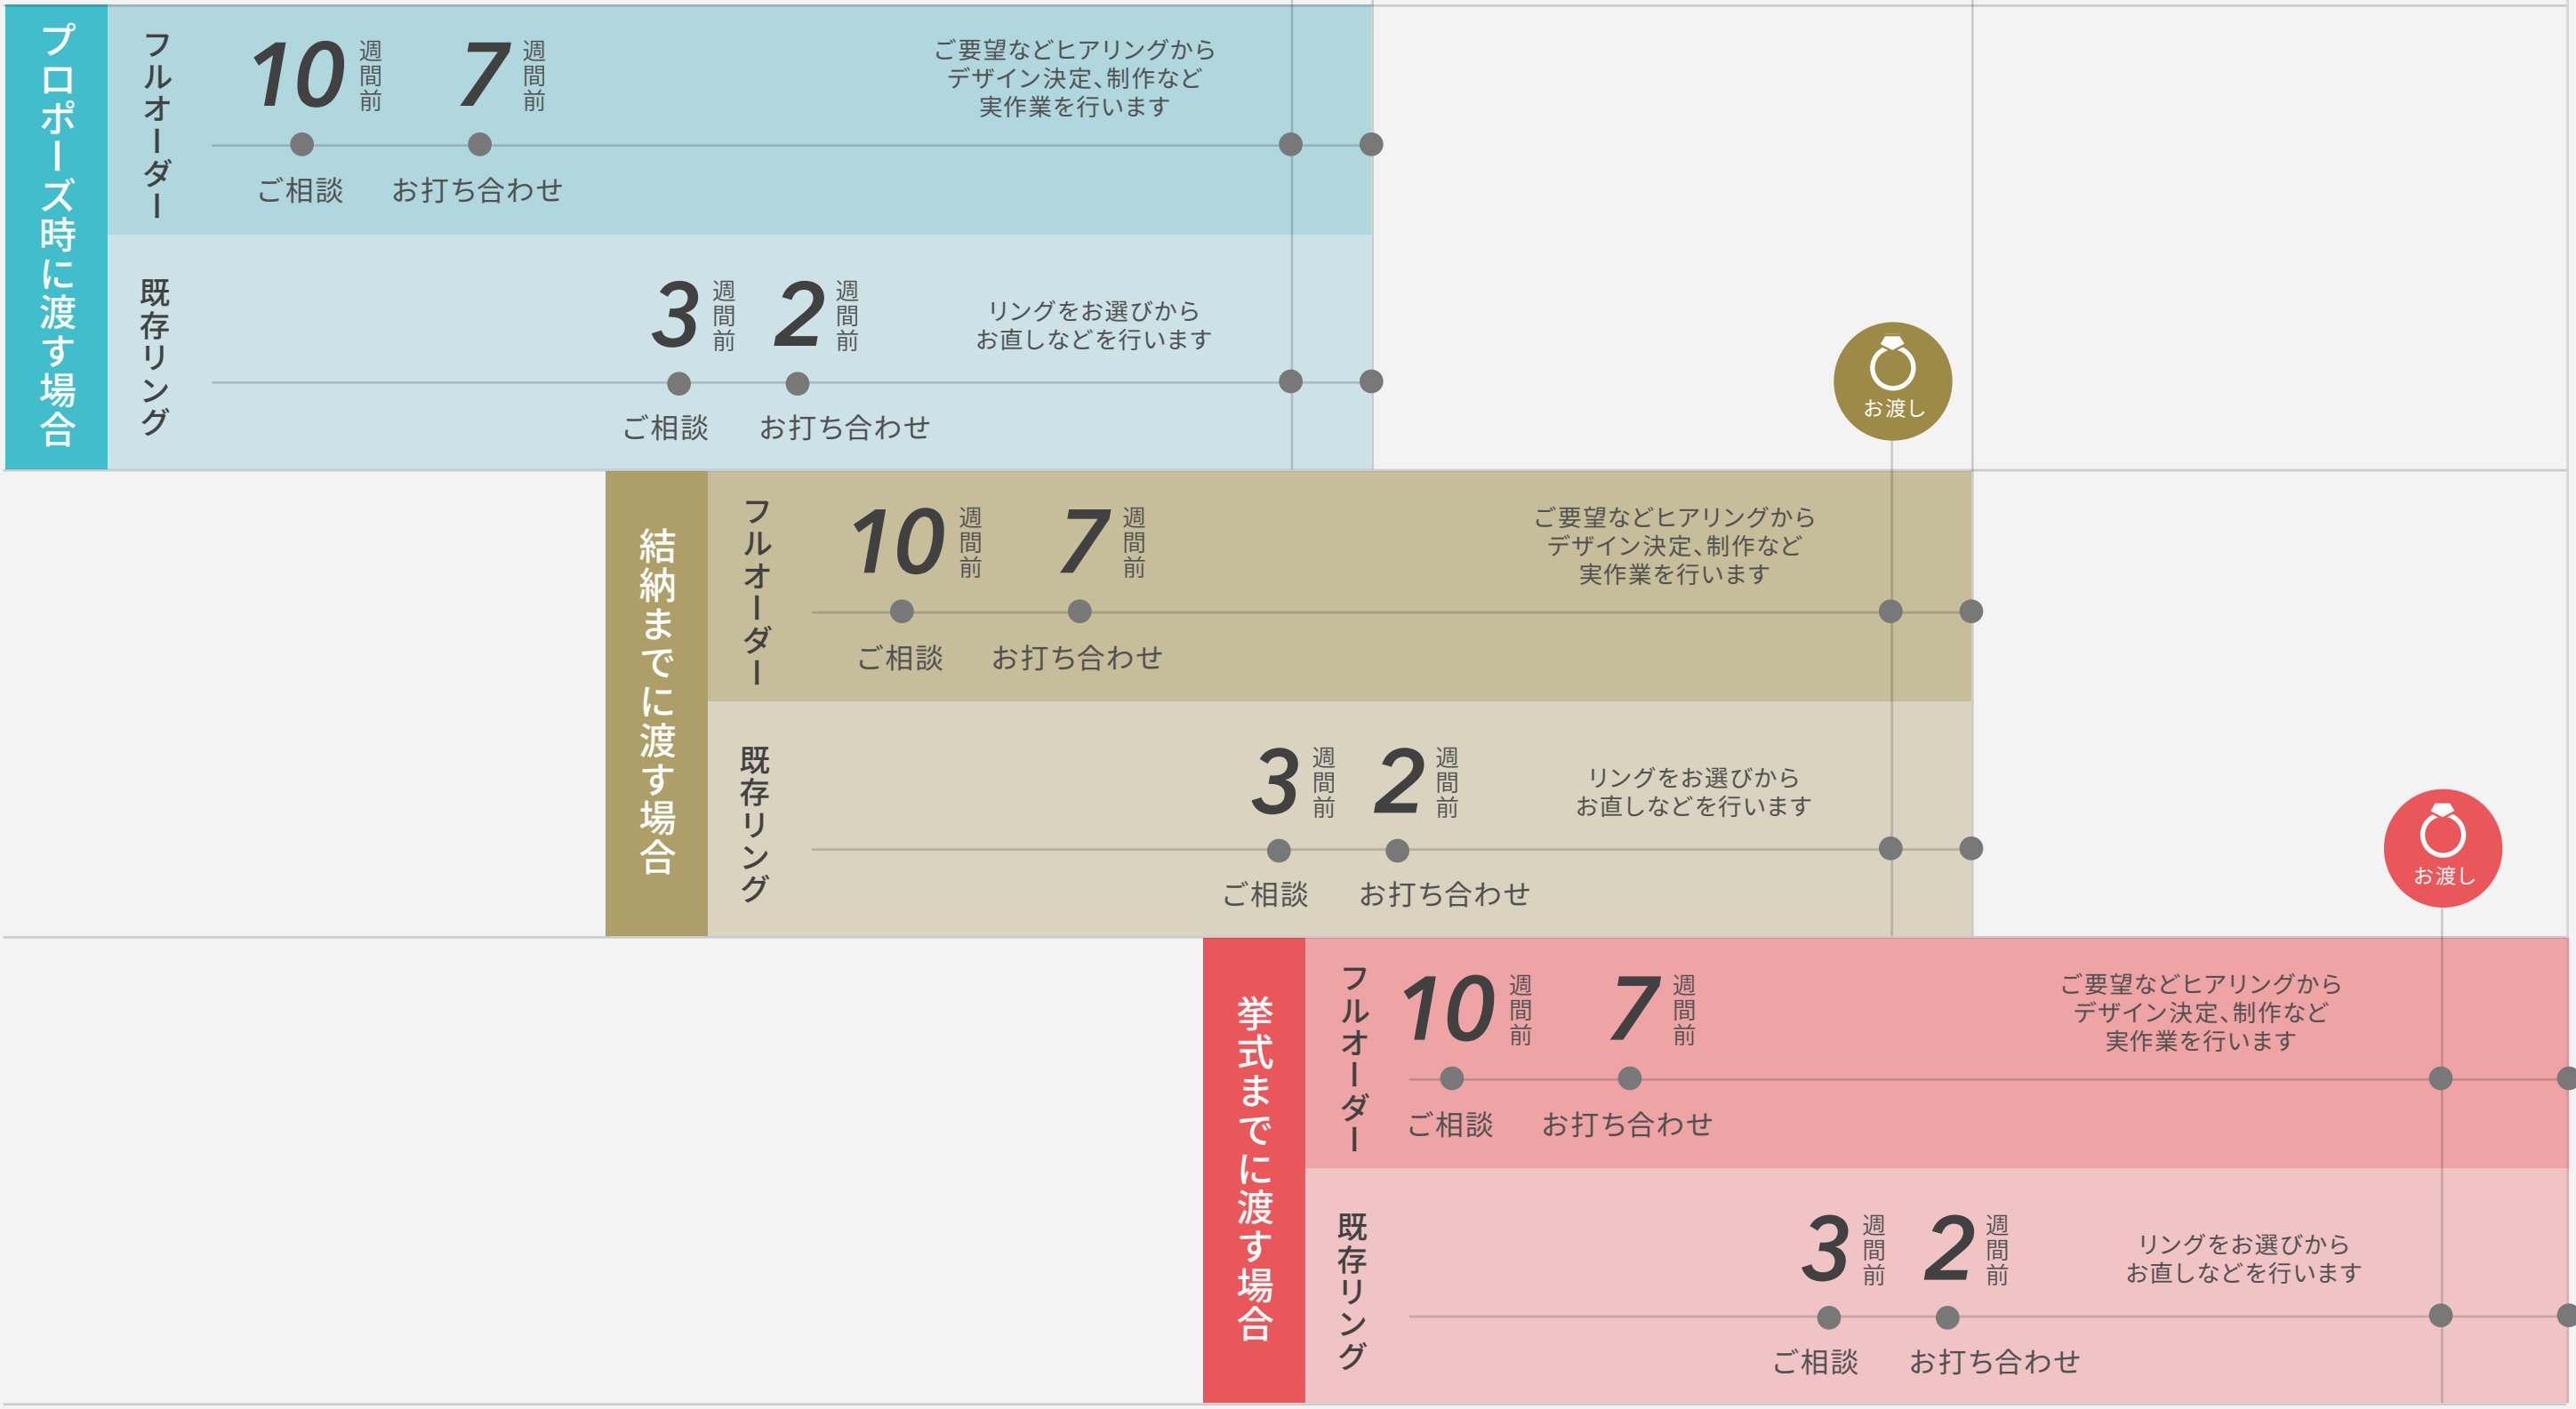 プロポーズ時に渡す場合
フルオーダー
10週間前
7週間前
ご要望などヒアリングから
デザイン決定、制作など
実作業を行います
ご相談
お打ち合わせ
既存リング
3週間前
2週間前
リングをお選びから
お直しなどを行います
ご相談
お打ち合わせ
お渡し
結納までに渡す場合
フルオーダー
10週間前
7週間前
ご要望などヒアリングから
デザイン決定、制作など
実作業を行います
ご相談
お打ち合わせ
既存リング
3週間前
2週間前
リングをお選びから
お直しなどを行います
ご相談
お打ち合わせ
お渡し
挙式までに渡す場合
フルオーダー
10週間前
7週間前
ご要望などヒアリングから
デザイン決定、制作など
実作業を行います
ご相談
お打ち合わせ
既存リング
3週間前
2週間前
リングをお選びから
お直しなどを行います
ご相談
お打ち合わせ